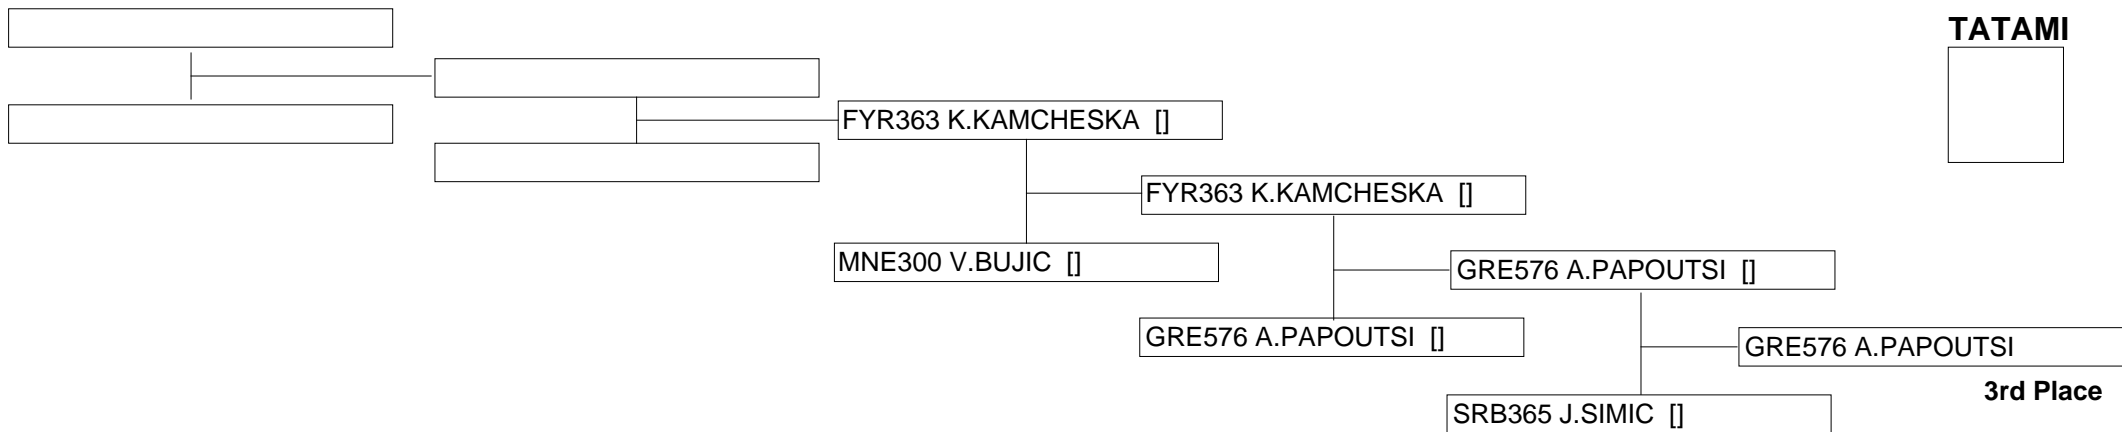 TATAMI
FYR363 K.KAMCHESKA []
FYR363 K.KAMCHESKA []
MNE300 V.BUJIC []
GRE576 A.PAPOUTSI []
GRE576 A.PAPOUTSI []
GRE576 A.PAPOUTSI
3rd Place
SRB365 J.SIMIC []